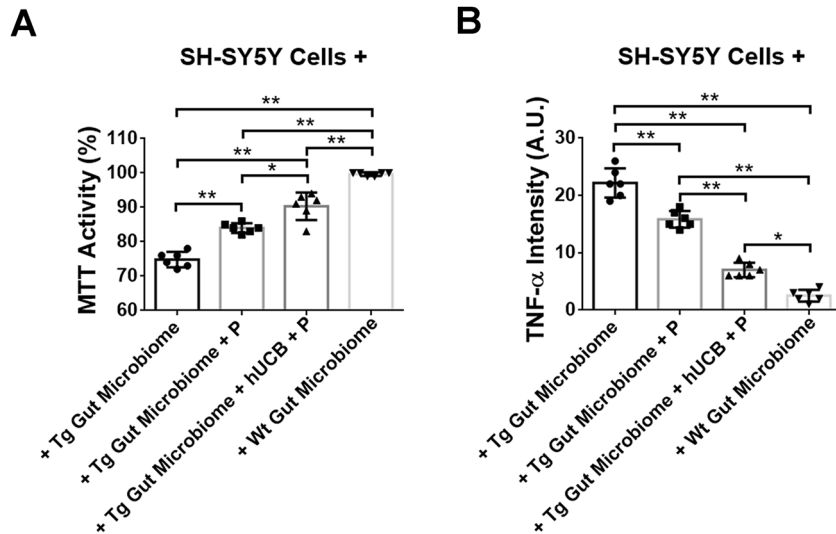 A
SH-SY5Y Cells +
MTT Activity (%)
110
100
90
80
70
60
**
**
**
**
*
**
+ Tg Gut Microbiome
+ Tg Gut Microbiome + P
+ Tg Gut Microbiome + hUCB + P
+ Wt Gut Microbiome
B
SH-SY5Y Cells +
TNF-α Intensity (A.U.)
30
20
10
0
**
**
**
**
**
*
+ Tg Gut Microbiome
+ Tg Gut Microbiome + P
+ Tg Gut Microbiome + hUCB + P
+ Wt Gut Microbiome